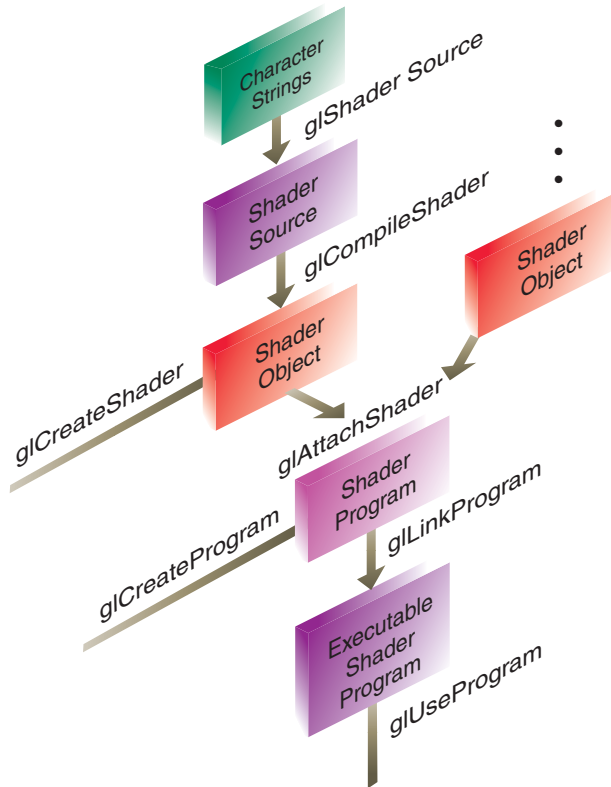 Character
Strings
glShader Source
Shader
Source
glCompileShader
Shader
Object
Shader
Object
glCreateShader
glAttachShader
Shader
Program
glLinkProgram
glCreateProgram
Executable
Shader
Program
glUseProgram